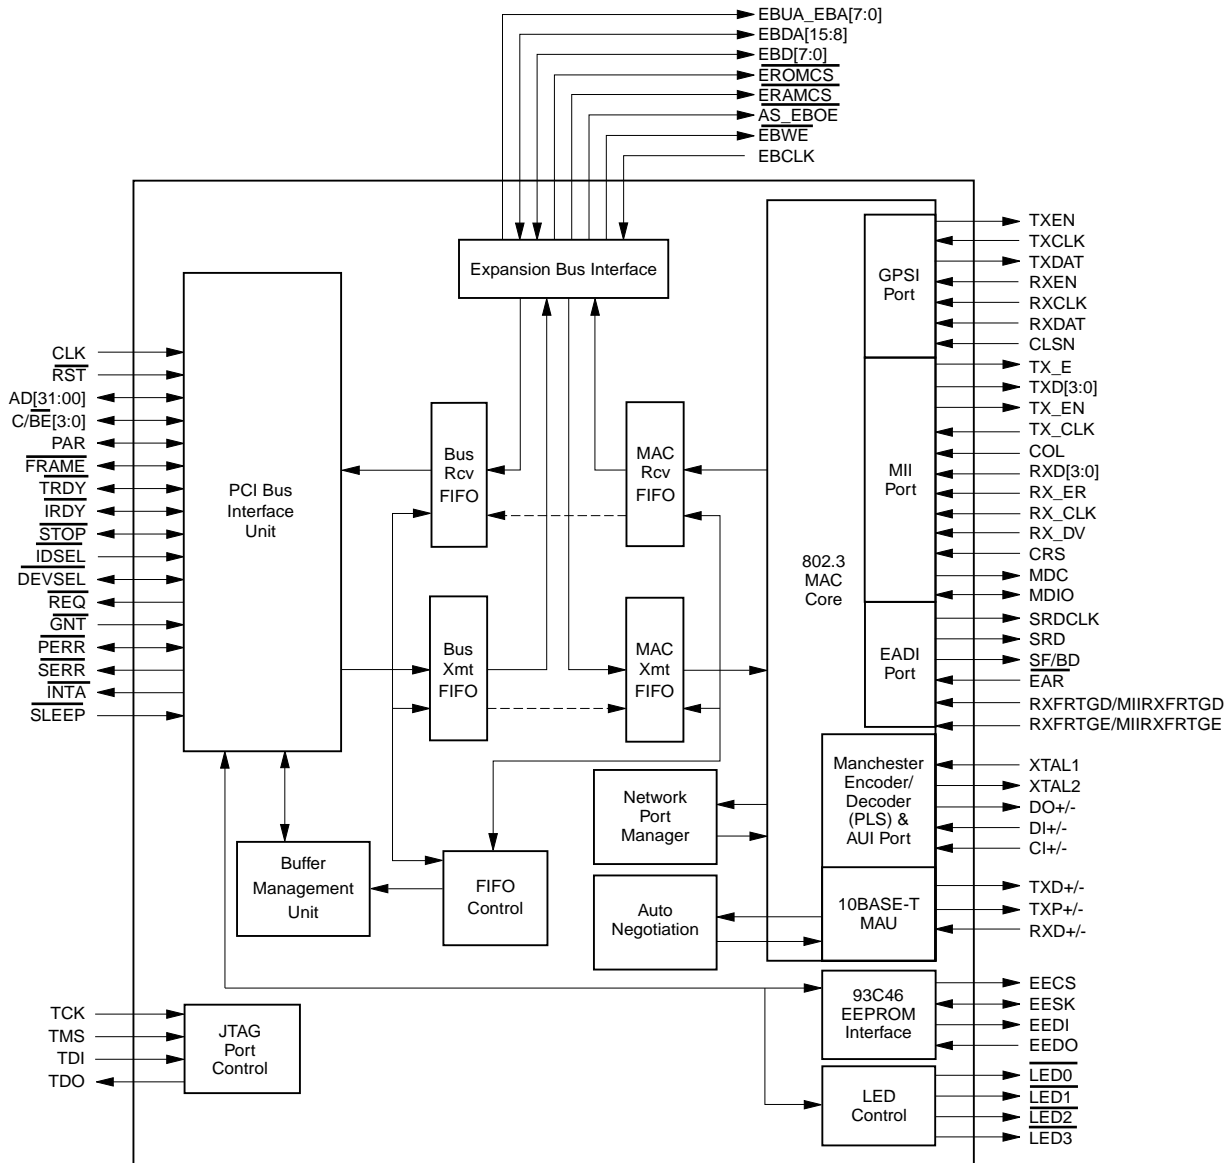 EBUA_EBA[7:0]
EBDA[15:8]
EBD[7:0]
EROMCS
ERAMCS
AS_EBOE
EBWE
EBCLK
Expansion Bus Interface
CLK
RST
AD[31:00]
C/BE[3:0]
PAR
FRAME
TRDY
IRDY
STOP
IDSEL
DEVSEL
REQ
GNT
PERR
SERR
INTA
SLEEP
PCI Bus
Interface
Unit
Bus
Rcv
FIFO
MAC
Rcv
FIFO
Bus
Xmt
FIFO
MAC
Xmt
FIFO
802.3
MAC
Core
GPSI
Port
TXEN
TXCLK
TXDAT
RXEN
RXCLK
RXDAT
CLSN
MII
Port
TX_E
TXD[3:0]
TX_EN
TX_CLK
COL
RXD[3:0]
RX_ER
RX_CLK
RX_DV
CRS
MDC
MDIO
EADI
Port
SRDCLK
SRD
SF/BD
EAR
RXFRTGD/MIIRXFRTGD
RXFRTGE/MIIRXFRTGE
Manchester
Encoder/
Decoder
(PLS) &
AUI Port
XTAL1
XTAL2
DO+/-
DI+/-
CI+/-
Network
Port
Manager
Buffer
Management
Unit
FIFO
Control
Auto
Negotiation
10BASE-T
MAU
TXD+/-
TXP+/-
RXD+/-
93C46
EEPROM
Interface
EECS
EESK
EEDI
EEDO
TCK
TMS
TDI
TDO
JTAG
Port
Control
LED
Control
LED0
LED1
LED2
LED3